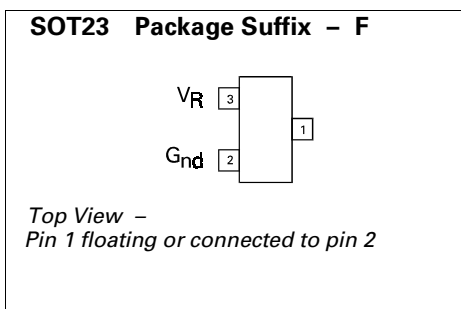 SOT23 Package Suffix – F
VR 3
1
Gnd 2
Top View –
Pin 1 floating or connected to pin 2